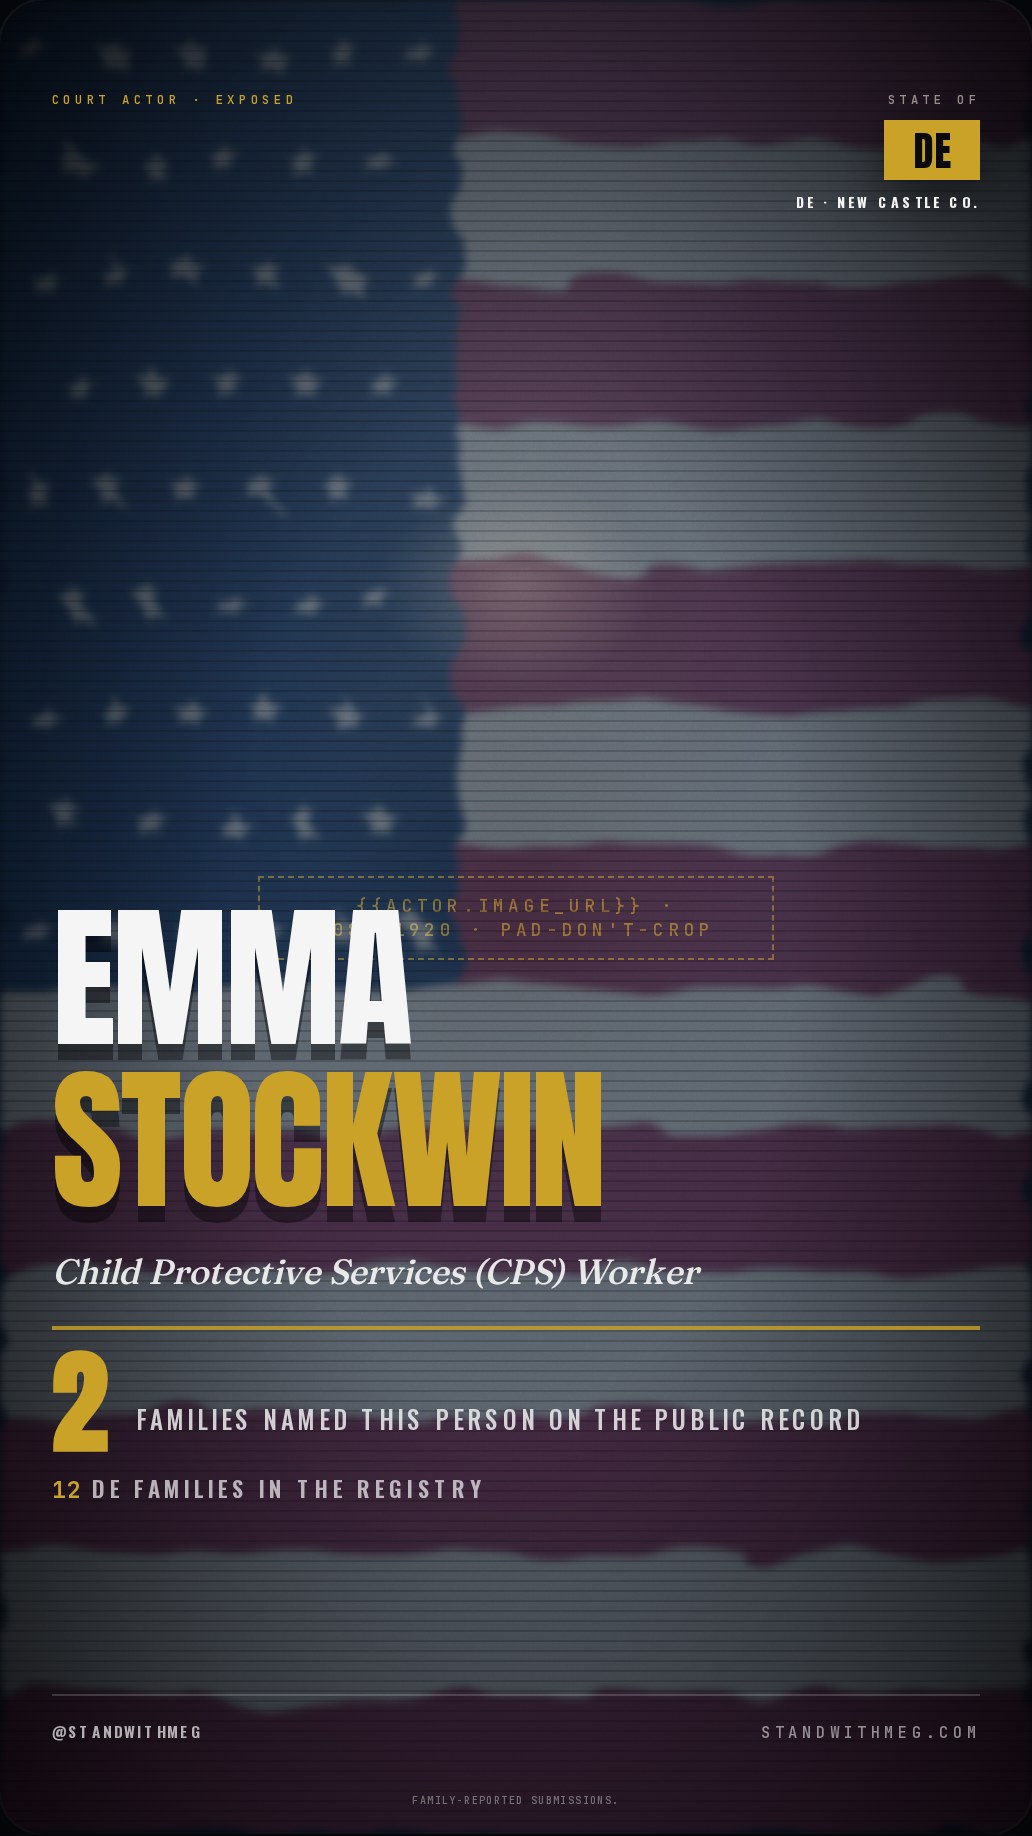 COURT ACTOR · EXPOSED
STATE OF
DE
DE · NEW CASTLE CO.
{{ACTOR.IMAGE_URL}} ·
1920 · PAD-DON'T-CROP
EMMA
STOCKWIN
Child Protective Services (CPS) Worker
2 FAMILIES NAMED THIS PERSON ON THE PUBLIC RECORD
12 DE FAMILIES IN THE REGISTRY
@STANDWITHMEG
STANDWITHMEG.COM
FAMILY-REPORTED SUBMISSIONS.